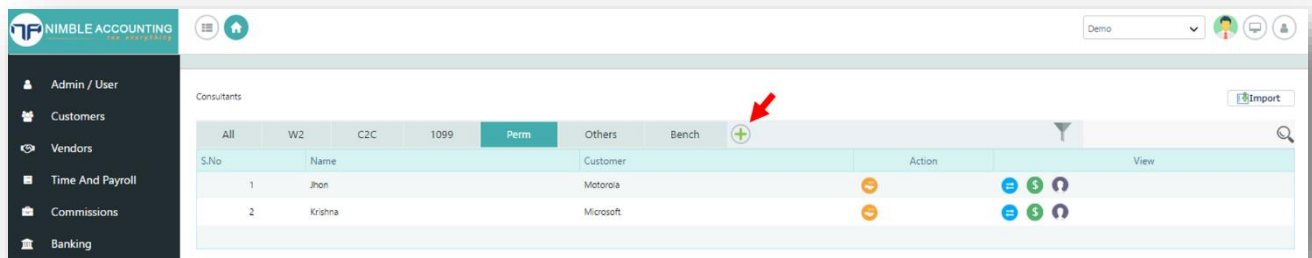 NIMBLE ACCOUNTING
see everything
Demo
Admin / User
Customers
Vendors
Time And Payroll
Commissions
Banking
Consultants
Import
All W2 C2C 1099 Perm Others Bench
S.No Name Customer Action View
1 Jhon Motorola
2 Krishna Microsoft